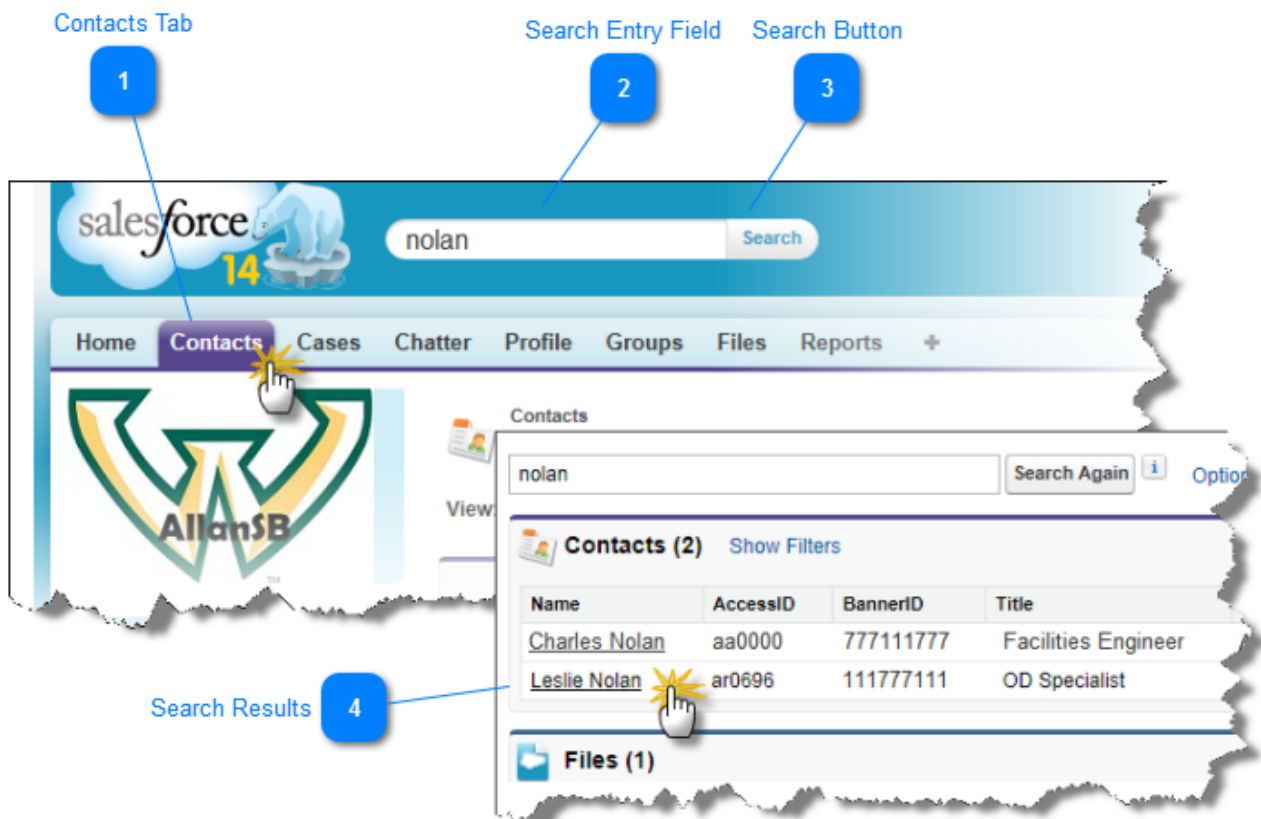 Contacts Tab
Search Entry Field
Search Button
1
2
3
salesforce
14
nolan
Search
Home Contacts Cases Chatter Profile Groups Files Reports +
AllanSB
TM
Contacts
View:
nolan
Search Again
i
Option
Contacts (2) Show Filters
Name AccessID BannerID Title
Charles Nolan aa0000 777111777 Facilities Engineer
Leslie Nolan ar0696 111777111 OD Specialist
Search Results 4
Files (1)